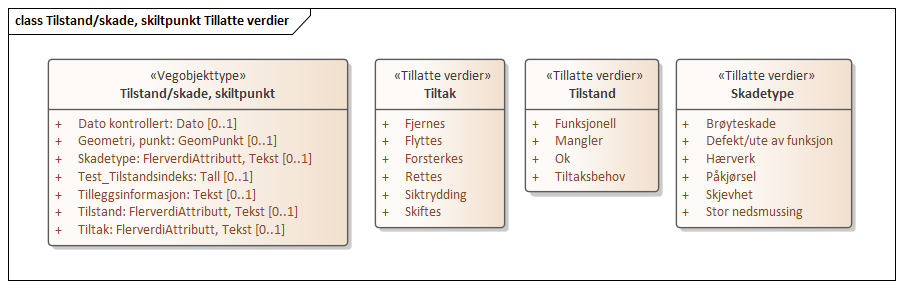 class Tilstand/skade, skiltpunkt Tillatte verdier
«Vegobjekttype»
Tilstand/skade, skiltpunkt
+ Dato kontrollert: Dato [0..1]
+ Geometri, punkt: GeomPunkt [0..1]
+ Skadetype: FlerverdiAttributt, Tekst [0..1]
+ Test_Tilstandsindeks: Tall [0..1]
+ Tilleggsinformasjon: Tekst [0..1]
+ Tilstand: FlerverdiAttributt, Tekst [0..1]
+ Tiltak: FlerverdiAttributt, Tekst [0..1]
«Tillatte verdier»
Tiltak
+ Fjernes
+ Flyttes
+ Forsterkes
+ Rettes
+ Siktrydding
+ Skiftes
«Tillatte verdier»
Tilstand
+ Funksjonell
+ Mangler
+ Ok
+ Tiltaksbehov
«Tillatte verdier»
Skadetype
+ Brøyteskade
+ Defekt/ute av funksjon
+ Hærverk
+ Påkjørsel
+ Skjevhet
+ Stor nedsmussing